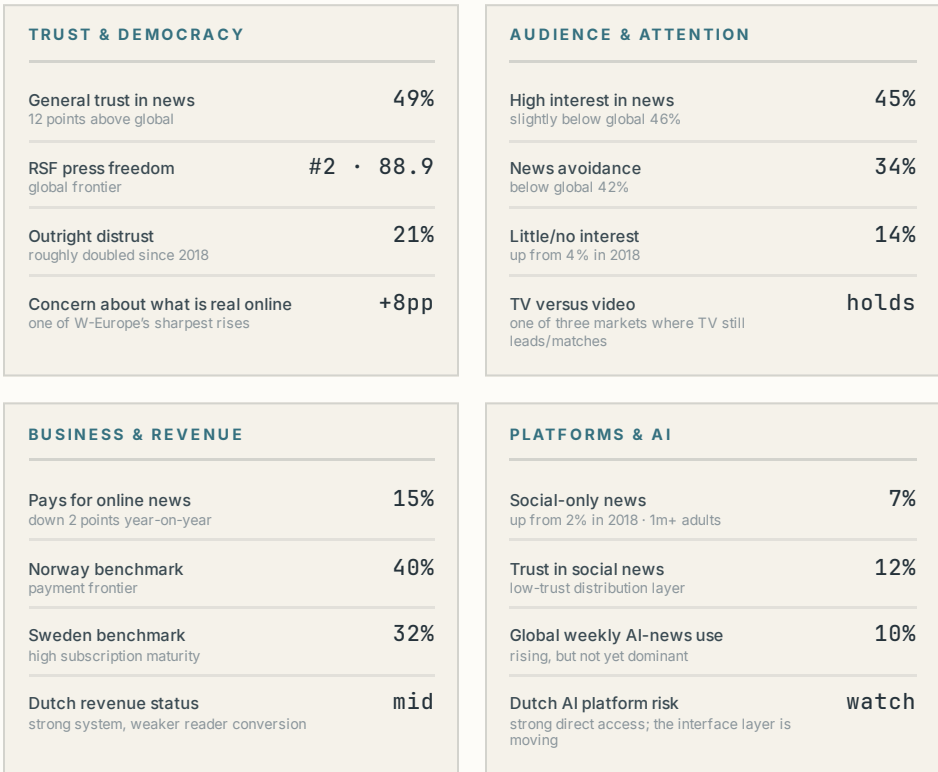 TRUST & DEMOCRACY
General trust in news 49%
12 points above global
RSF press freedom #2 · 88.9
global frontier
Outright distrust 21%
roughly doubled since 2018
Concern about what is real online +8pp
one of W-Europe's sharpest rises
AUDIENCE & ATTENTION
High interest in news 45%
slightly below global 46%
News avoidance 34%
below global 42%
Little/no interest 14%
up from 4% in 2018
TV versus video holds
one of three markets where TV still
leads/matches
BUSINESS & REVENUE
Pays for online news 15%
down 2 points year-on-year
Norway benchmark 40%
payment frontier
Sweden benchmark 32%
high subscription maturity
Dutch revenue status mid
strong system, weaker reader conversion
PLATFORMS & AI
Social-only news 7%
up from 2% in 2018 · 1m+ adults
Trust in social news 12%
low-trust distribution layer
Global weekly AI-news use 10%
rising, but not yet dominant
Dutch AI platform risk watch
strong direct access; the interface layer is
moving